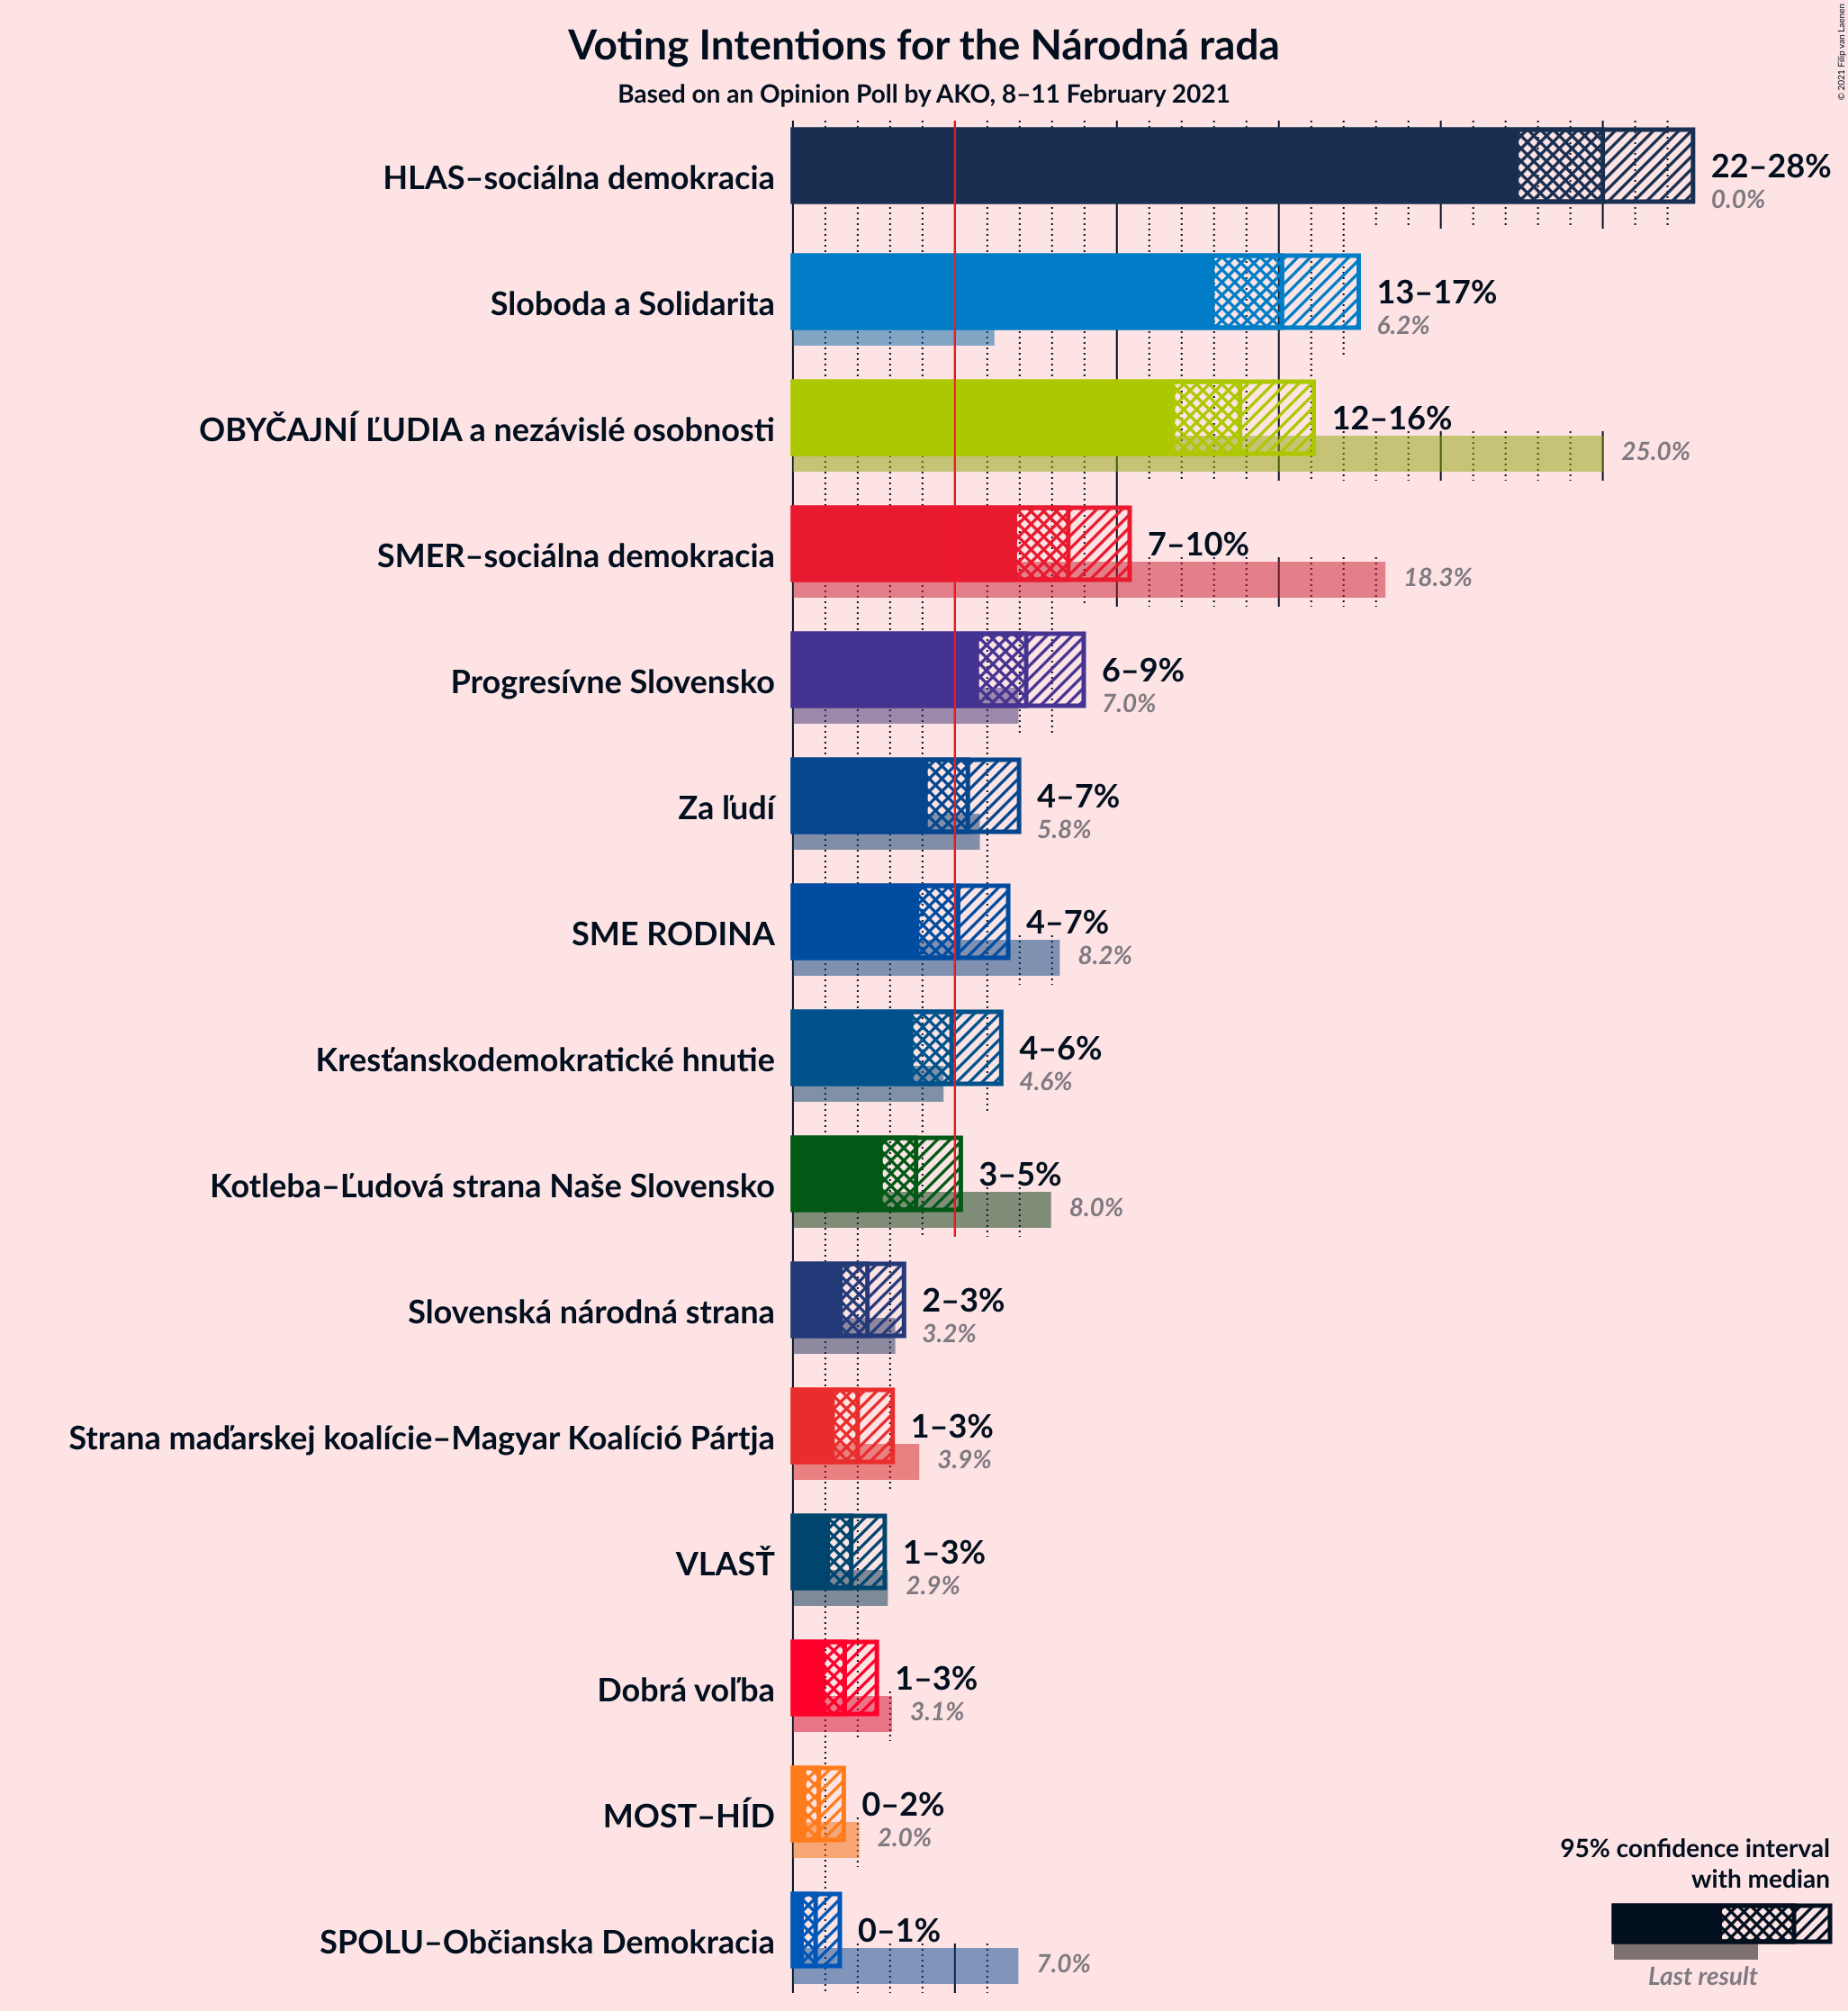 Voting Intentions for the Národná rada
Based on an Opinion Poll by AKO, 8–11 February 2021
© 2021 Filip van Laenen
HLAS–sociálna demokracia
22–28%
0.0%
Sloboda a Solidarita
13–17%
6.2%
OBYČAJNÍ ĽUDIA a nezávislé osobnosti
12–16%
25.0%
SMER–sociálna demokracia
7–10%
18.3%
Progresívne Slovensko
6–9%
7.0%
Za ľudí
4–7%
5.8%
SME RODINA
4–7%
8.2%
Kresťanskodemokratické hnutie
4–6%
4.6%
Kotleba–Ľudová strana Naše Slovensko
3–5%
8.0%
Slovenská národná strana
2–3%
3.2%
Strana maďarskej koalície–Magyar Koalíció Pártja
1–3%
3.9%
VLASŤ
1–3%
2.9%
Dobrá voľba
1–3%
3.1%
MOST–HÍD
0–2%
2.0%
SPOLU–Občianska Demokracia
0–1%
7.0%
95% confidence interval
with median
Last result